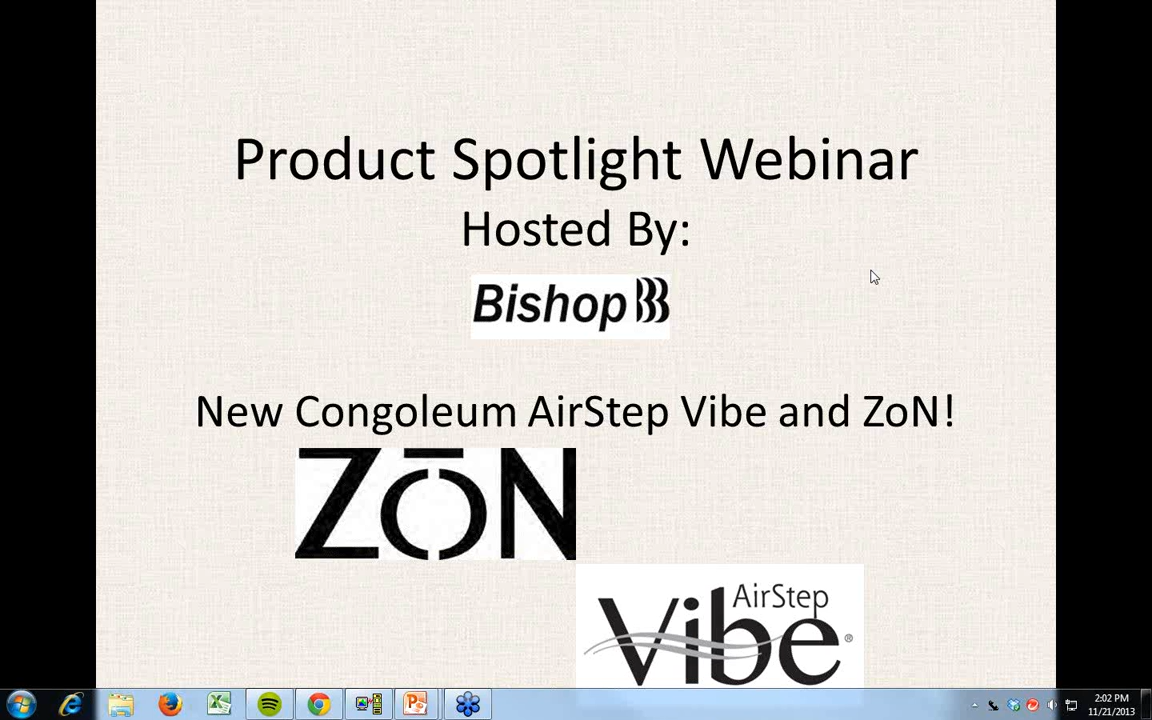 Product Spotlight Webinar
Hosted By:
Bishop
New Congoleum AirStep Vibe and ZoN!
ZōN
AirStep
Vibe®
2:02 PM
11/21/2013